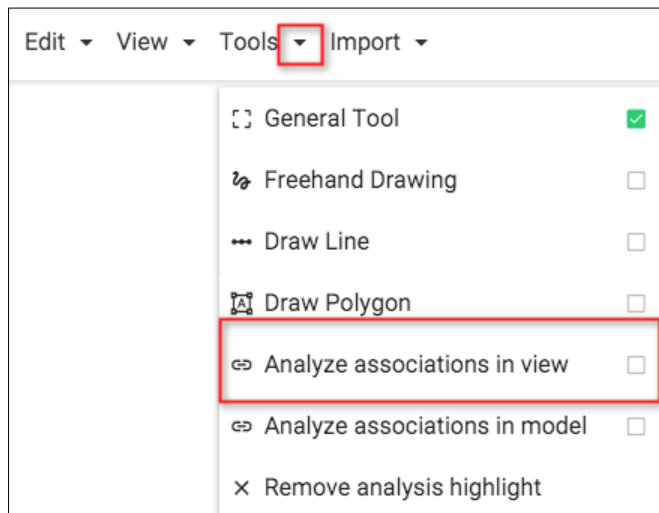 Edit View Tools Import
General Tool
Freehand Drawing
Draw Line
Draw Polygon
Analyze associations in view
Analyze associations in model
Remove analysis highlight